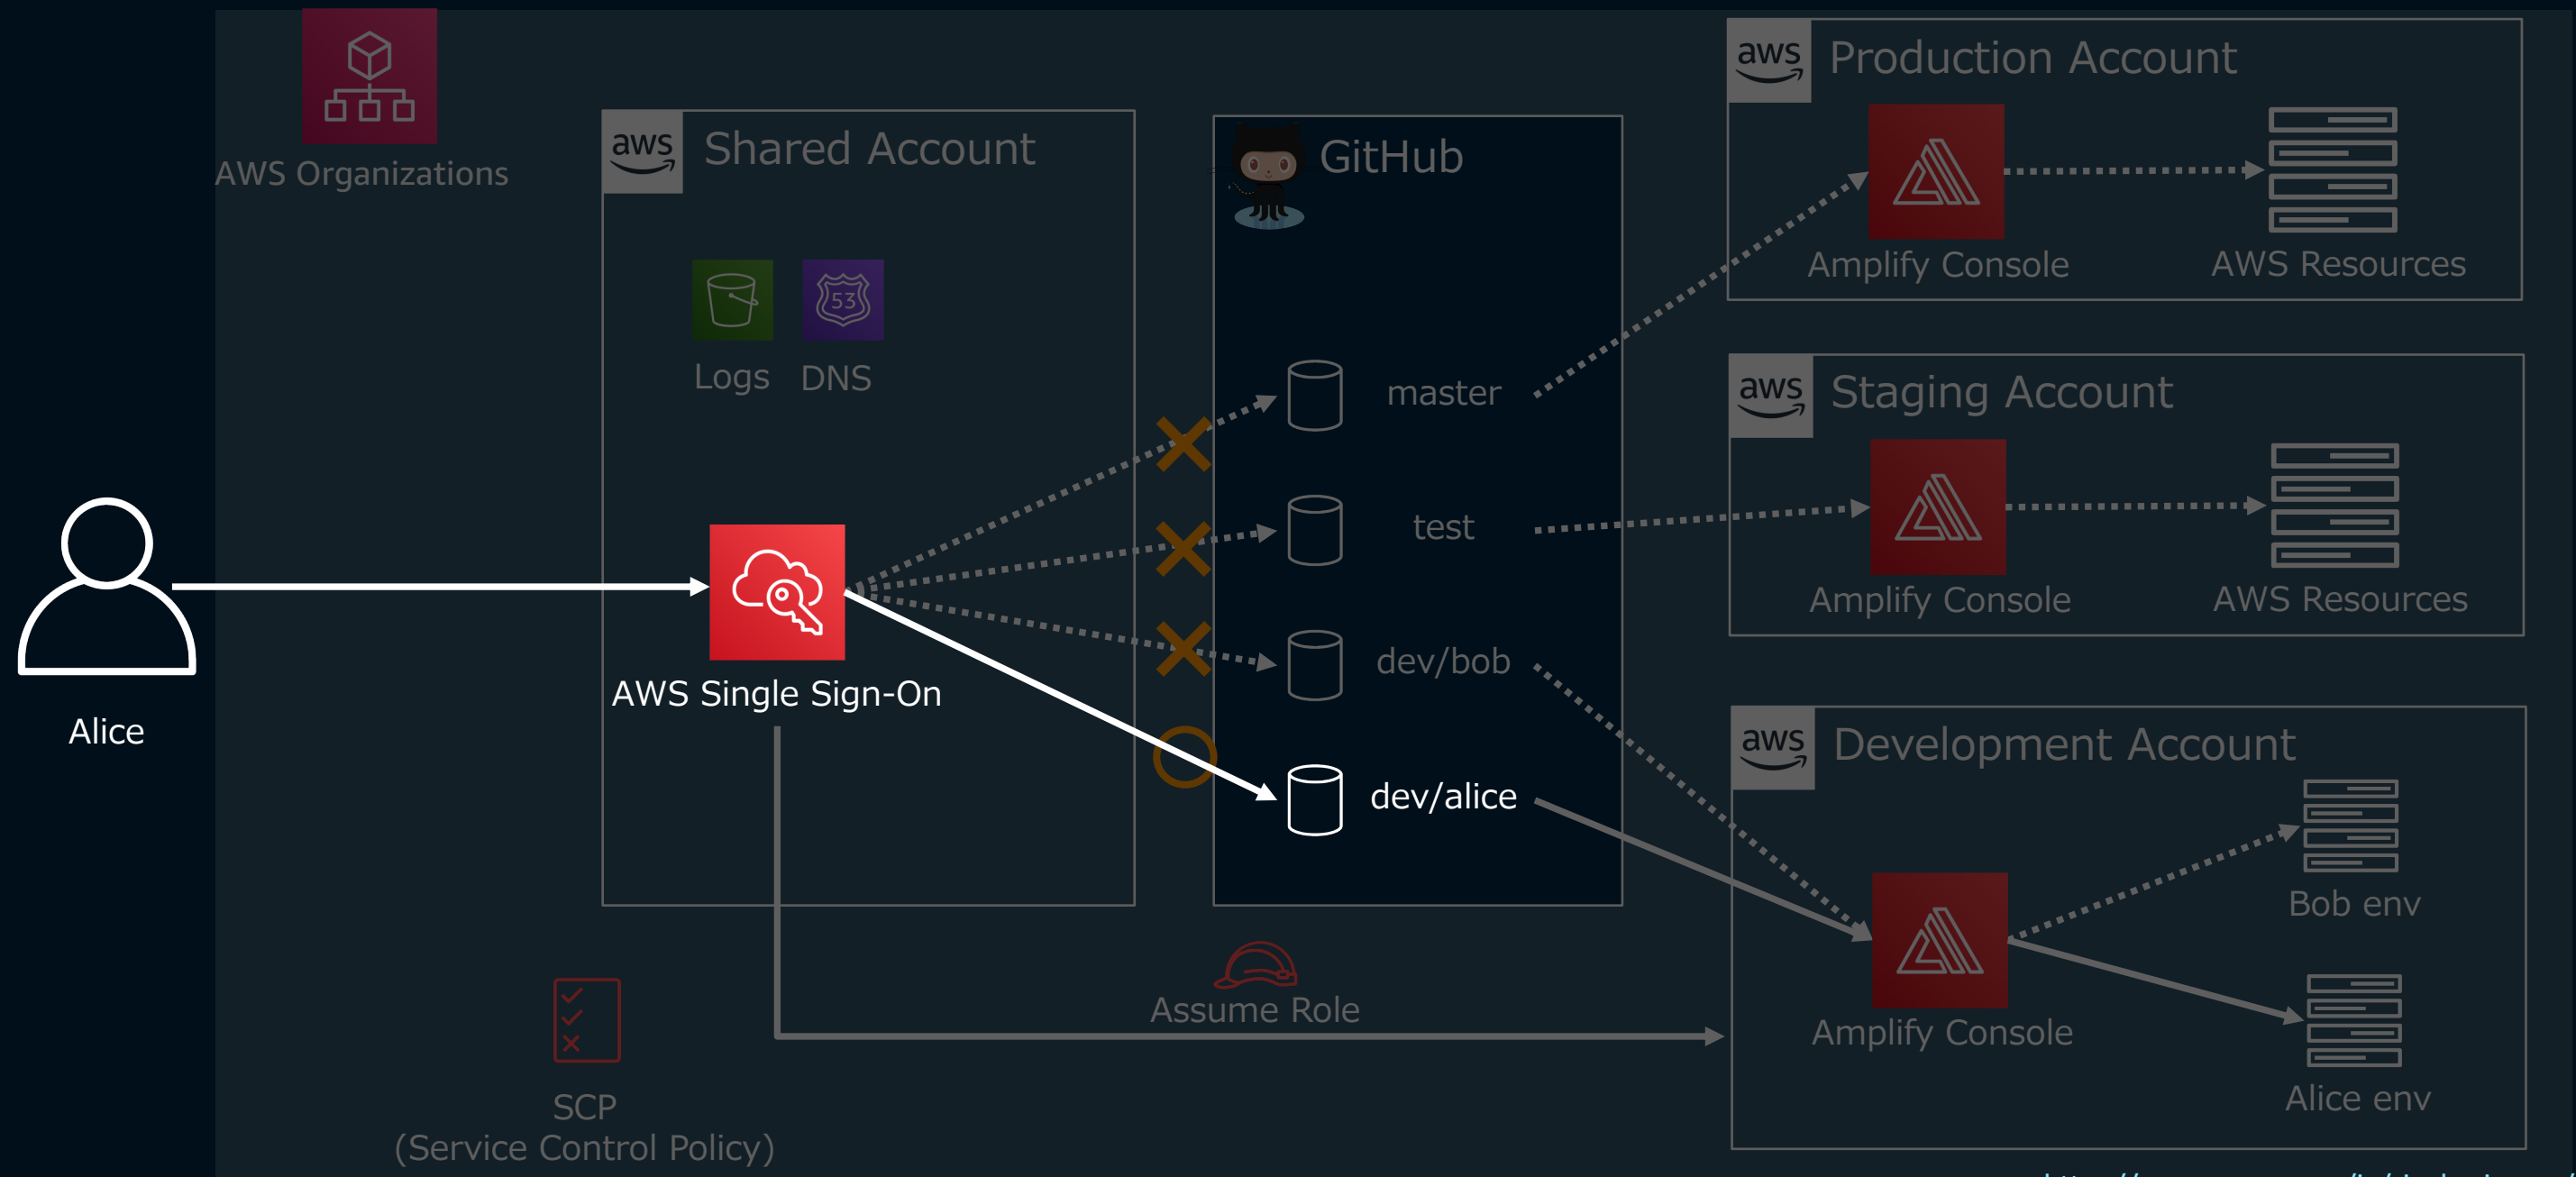 AWS Organizations
aws
Shared Account
Logs
DNS
53
Alice
AWS Single Sign-On
SCP
(Service Control Policy)
GitHub
master
test
dev/bob
dev/alice
Assume Role
aws
Production Account
Amplify Console
AWS Resources
aws
Staging Account
Amplify Console
AWS Resources
aws
Development Account
Bob env
Amplify Console
Alice env